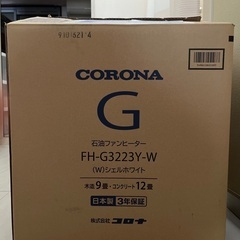 CORONA
G
石油ファンヒーター
FH-G3223Y-W
(W)シェルホワイト
木造9畳・コンクリート12畳
日本製 3年保証
株式会社コロナ